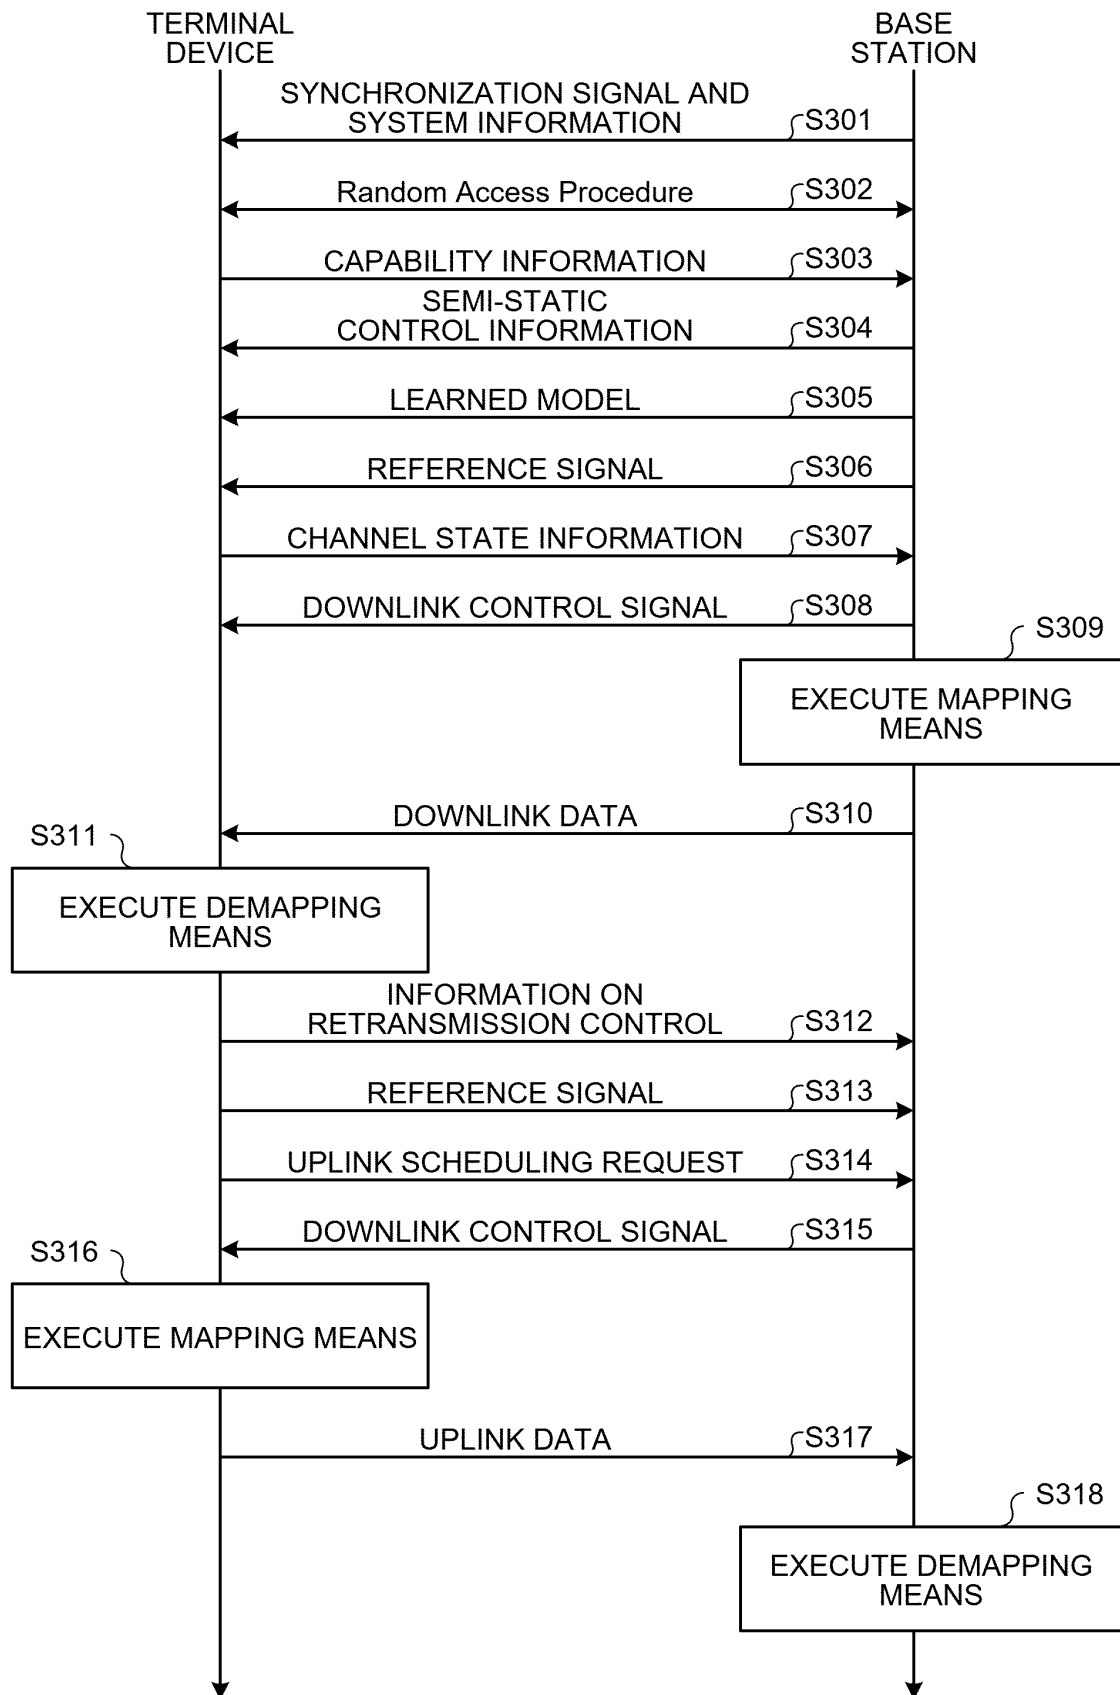 TERMINAL
DEVICE
BASE
STATION
SYNCHRONIZATION SIGNAL AND
SYSTEM INFORMATION
S301
Random Access Procedure
S302
CAPABILITY INFORMATION
S303
SEMI-STATIC
CONTROL INFORMATION
S304
LEARNED MODEL
S305
REFERENCE SIGNAL
S306
CHANNEL STATE INFORMATION
S307
DOWNLINK CONTROL SIGNAL
S308
S309
EXECUTE MAPPING
MEANS
DOWNLINK DATA
S310
S311
EXECUTE DEMAPPING
MEANS
INFORMATION ON
RETRANSMISSION CONTROL
S312
REFERENCE SIGNAL
S313
UPLINK SCHEDULING REQUEST
S314
DOWNLINK CONTROL SIGNAL
S315
S316
EXECUTE MAPPING MEANS
UPLINK DATA
S317
S318
EXECUTE DEMAPPING
MEANS